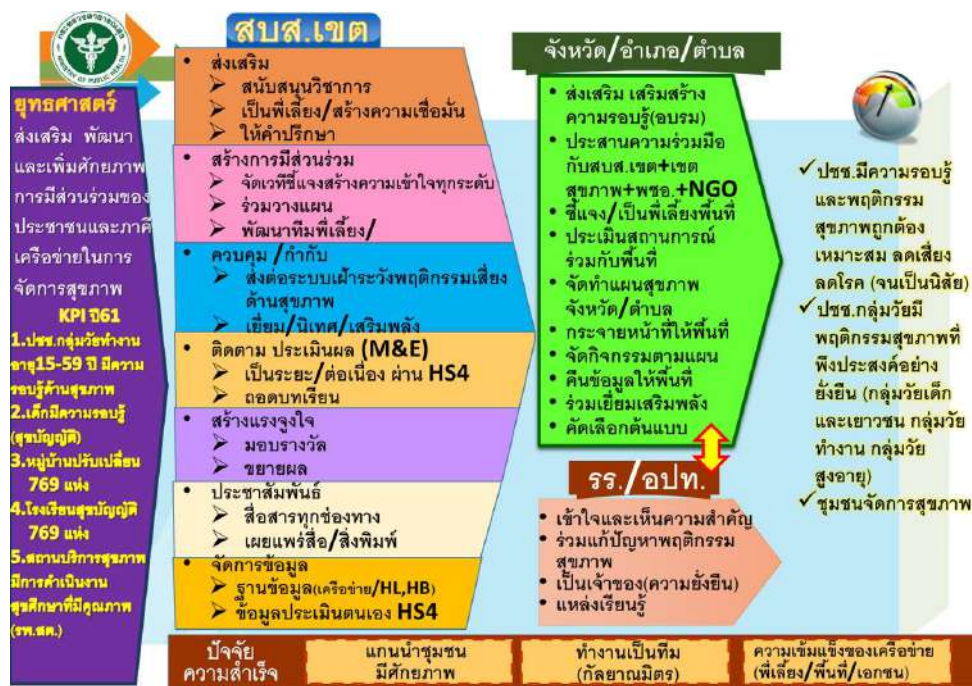 กระทรวงสาธารณสุข
MINISTRY OF PUBLIC HEALTH
ยุทธศาสตร์
ส่งเสริม พัฒนา
และเพิ่มศักยภาพ
การมีส่วนร่วมของ
ประชาชนและภาคี
เครือข่ายในการ
จัดการสุขภาพ
KPI ปี61
1.ปชช.กลุ่มวัยทำงาน
อายุ15-59 ปี มีความ
รอบรู้ด้านสุขภาพ
2.เด็กมีความรอบรู้
(สุขบัญญัติ)
3.หมู่บ้านปรับเปลี่ยน
769 แห่ง
4.โรงเรียนสุขบัญญัติ
769 แห่ง
5.สถานบริการสุขภาพ
มีการดำเนินงาน
สุขศึกษาที่มีคุณภาพ
(รพ.สต.)
สบส.เขต
• ส่งเสริม
➢ สนับสนุนวิชาการ
➢ เป็นพี่เลี้ยง/สร้างความเชื่อมั่น
➢ ให้คำปรึกษา
• สร้างการมีส่วนร่วม
➢ จัดเวทีชี้แจงสร้างความเข้าใจทุกระดับ
➢ ร่วมวางแผน
➢ พัฒนาทีมพี่เลี้ยง/
• ควบคุม /กำกับ
➢ ส่งต่อระบบเฝ้าระวังพฤติกรรมเสี่ยง
ด้านสุขภาพ
➢ เยี่ยม/นิเทศ/เสริมพลัง
• ติดตาม ประเมินผล (M&E)
➢ เป็นระยะ/ต่อเนื่อง ผ่าน HS4
➢ ถอดบทเรียน
• สร้างแรงจูงใจ
➢ มอบรางวัล
➢ ขยายผล
• ประชาสัมพันธ์
➢ สื่อสารทุกช่องทาง
➢ เผยแพร่สื่อ/สิ่งพิมพ์
• จัดการข้อมูล
➢ ฐานข้อมูล(เครือข่าย/HL,HB)
➢ ข้อมูลประเมินตนเอง HS4
จังหวัด/อำเภอ/ตำบล
• ส่งเสริม เสริมสร้าง
ความรอบรู้(อบรม)
• ประสานความร่วมมือ
กับสบส.เขต+เขต
สุขภาพ+พชอ.+NGO
• ชี้แจง/เป็นพี่เลี้ยงพื้นที่
• ประเมินสถานการณ์
ร่วมกับพื้นที่
• จัดทำแผนสุขภาพ
จังหวัด/ตำบล
• กระจายหน้าที่ให้พื้นที่
• จัดกิจกรรมตามแผน
• คืนข้อมูลให้พื้นที่
• ร่วมเยี่ยมเสริมพลัง
• คัดเลือกต้นแบบ
รร./อปท.
• เข้าใจและเห็นความสำคัญ
• ร่วมแก้ปัญหาพฤติกรรม
สุขภาพ
• เป็นเจ้าของ(ความยั่งยืน)
• แหล่งเรียนรู้
✓ปชช.มีความรอบรู้
และพฤติกรรม
สุขภาพถูกต้อง
เหมาะสม ลดเสี่ยง
ลดโรค (จนเป็นนิสัย)
✓ปชช.กลุ่มวัยมี
พฤติกรรมสุขภาพที่
พึงประสงค์อย่าง
ยั่งยืน (กลุ่มวัยเด็ก
และเยาวชน กลุ่มวัย
ทำงาน กลุ่มวัย
สูงอายุ)
✓ชุมชนจัดการสุขภาพ
ปัจจัย
ความสำเร็จ
แกนนำชุมชน
มีศักยภาพ
ทำงานเป็นทีม
(กัลยาณมิตร)
ความเข้มแข็งของเครือข่าย
(พี่เลี้ยง/พื้นที่/เอกชน)